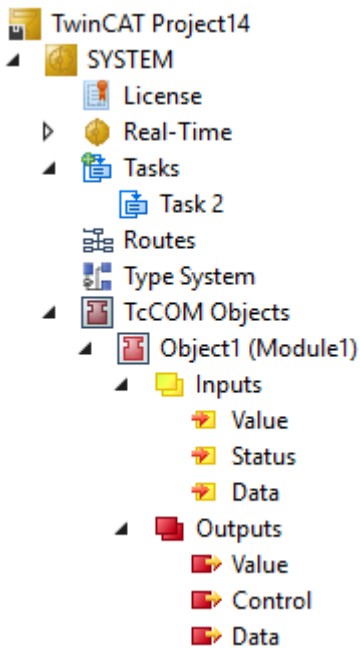 TwinCAT Project14
SYSTEM
License
Real-Time
Tasks
Task 2
Routes
Type System
TcCOM Objects
Object1 (Module1)
Inputs
Value
Status
Data
Outputs
Value
Control
Data